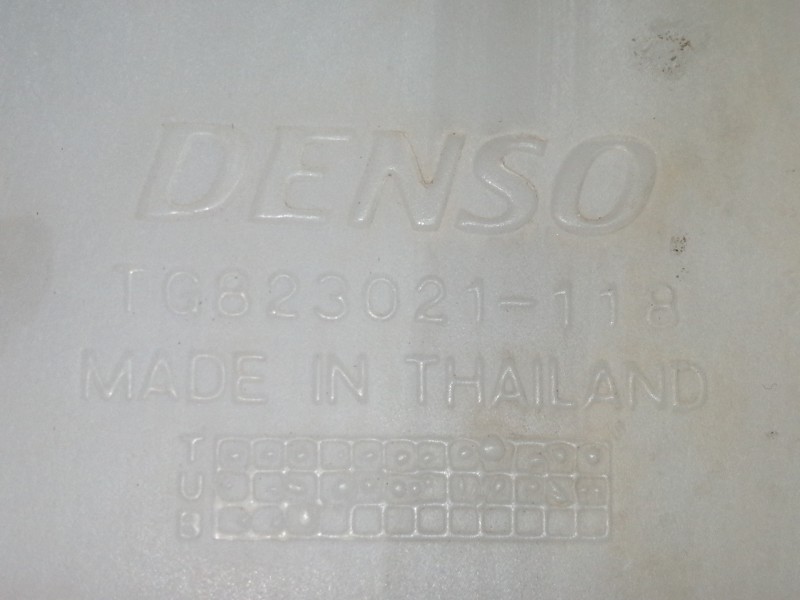 DENSO
TG823021-118
MADE IN THAILAND
T
U
B